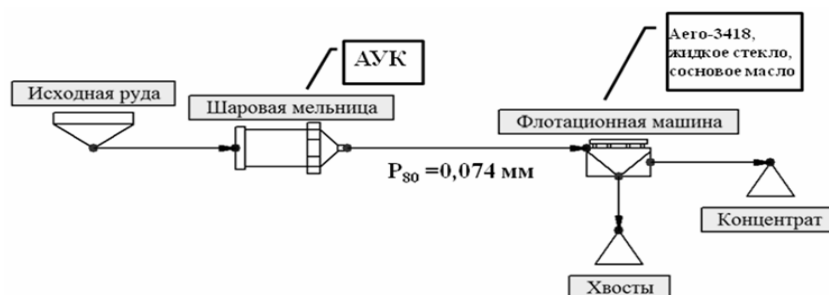 Aero-3418,
жидкое стекло,
сосновое масло
АУК
Исходная руда
Шаровая мельница
Флотационная машина
P80 =0,074 мм
Концентрат
Хвосты